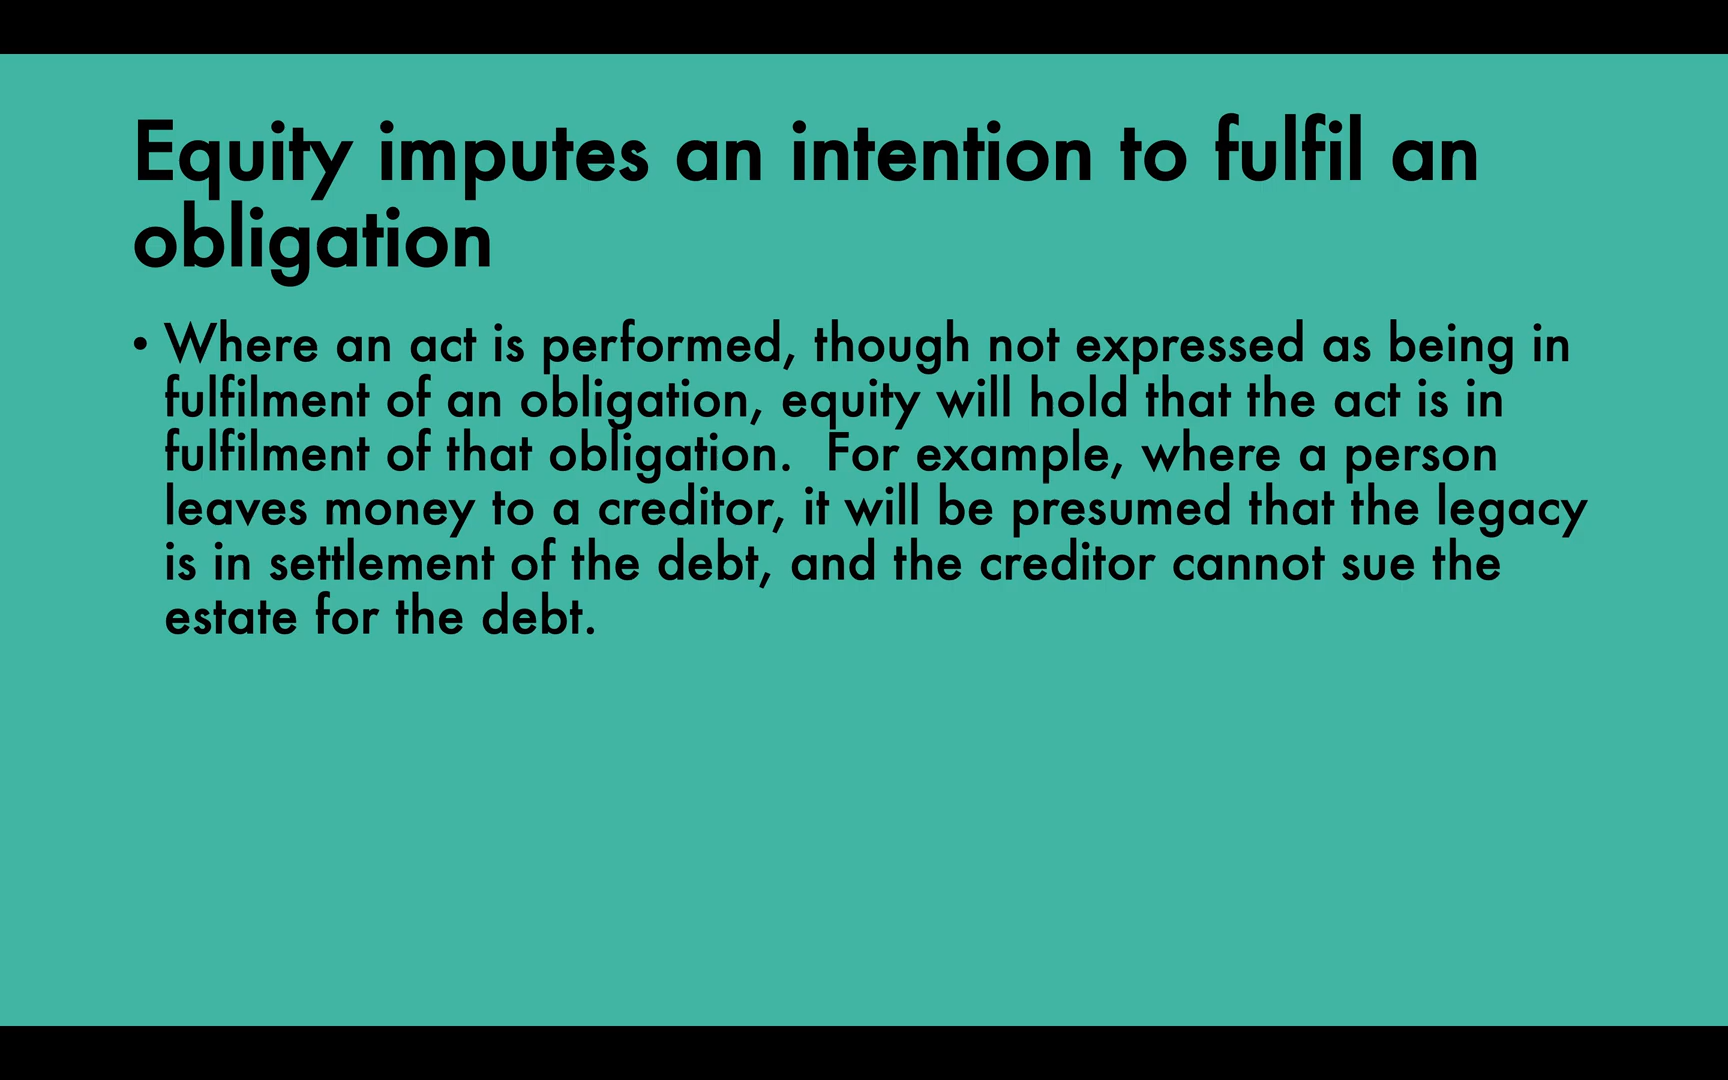 Equity imputes an intention to fulfil an
obligation
• Where an act is performed, though not expressed as being in
fulfilment of an obligation, equity will hold that the act is in
fulfilment of that obligation.  For example, where a person
leaves money to a creditor, it will be presumed that the legacy
is in settlement of the debt, and the creditor cannot sue the
estate for the debt.